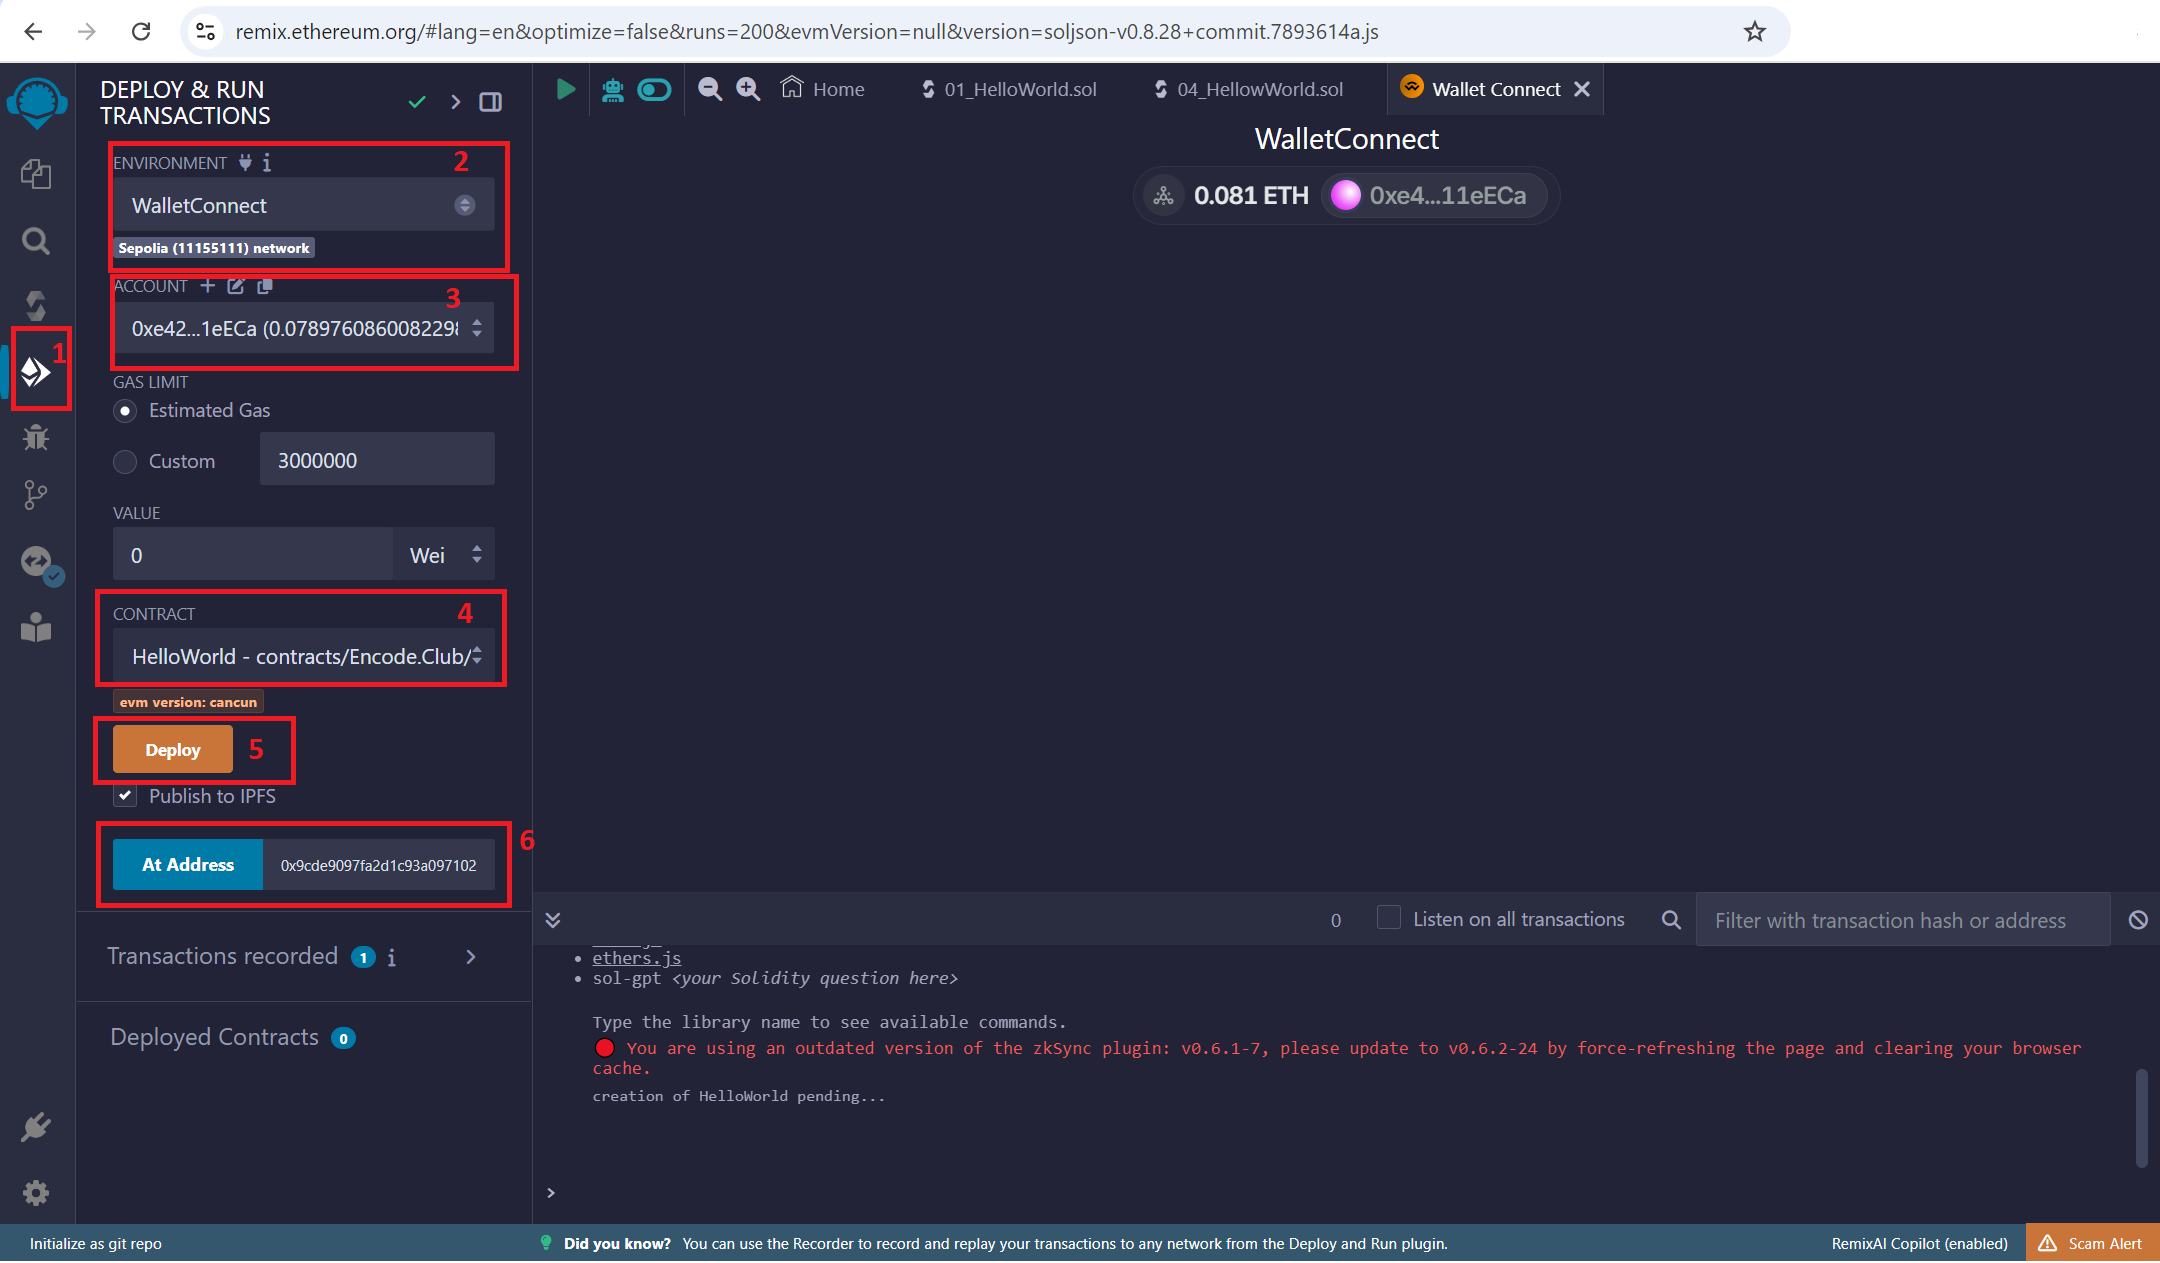 remix.ethereum.org/#lang=en&optimize=false&runs=200&evmVersion=null&version=soljson-v0.8.28+commit.7893614a.js
DEPLOY & RUN
TRANSACTIONS
Home
01_HelloWorld.sol
04_HellowWorld.sol
Wallet Connect
WalletConnect
0.081 ETH
0xe4...11eECa
1
ENVIRONMENT
2
WalletConnect
Sepolia (11155111) network
ACCOUNT
3
0xe42...1eECa (0.0789760860082298
GAS LIMIT
Estimated Gas
Custom
3000000
VALUE
0
Wei
CONTRACT
4
HelloWorld - contracts/Encode.Club/
evm version: cancun
Deploy
5
Publish to IPFS
At Address
0x9cde9097fa2d1c93a097102
6
Transactions recorded 1
Deployed Contracts 0
0
Listen on all transactions
Filter with transaction hash or address
• ethers.js
• sol-gpt <your Solidity question here>
Type the library name to see available commands.
You are using an outdated version of the zkSync plugin: v0.6.1-7, please update to v0.6.2-24 by force-refreshing the page and clearing your browser
cache.
creation of HelloWorld pending...
>
Initialize as git repo
Did you know? You can use the Recorder to record and replay your transactions to any network from the Deploy and Run plugin.
RemixAI Copilot (enabled)
Scam Alert